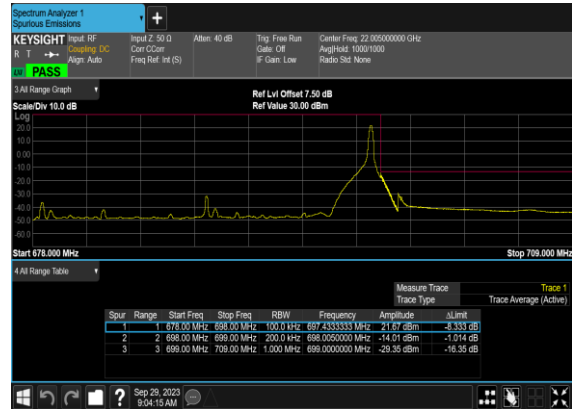 Spectrum Analyzer 1
Spurious Emissions
+
KEYSIGHT Input: RF Input Z: 50 Ω Atten: 40 dB Trig: Free Run Center Freq: 22.005000000 GHz
R T Coupling: DC Corr CCorr Gate: Off Avg|Hold: 1000/1000
Align: Auto Freq Ref: Int (S) IF Gain: Low Radio Std: None
LW PASS
3 All Range Graph
Ref Lvl Offset 7.50 dB
Scale/Div 10.0 dB Ref Value 30.00 dBm
Log
20.0
10.0
0.00
-10.0
-20.0
-30.0
-40.0
-50.0
-60.0
Start 678.000 MHz Stop 709.000 MHz
4 All Range Table
Measure Trace Trace 1
Trace Type Trace Average (Active)
Spur Range Start Freq Stop Freq RBW Frequency Amplitude ΔLimit
1 1 678.00 MHz 698.00 MHz 100.0 kHz 697.4333333 MHz 21.67 dBm -8.333 dB
2 2 698.00 MHz 699.00 MHz 200.0 kHz 698.0050000 MHz -14.01 dBm -1.014 dB
3 3 699.00 MHz 709.00 MHz 1.000 MHz 699.0000000 MHz -29.35 dBm -16.35 dB
? Sep 29, 2023
9:04:15 AM